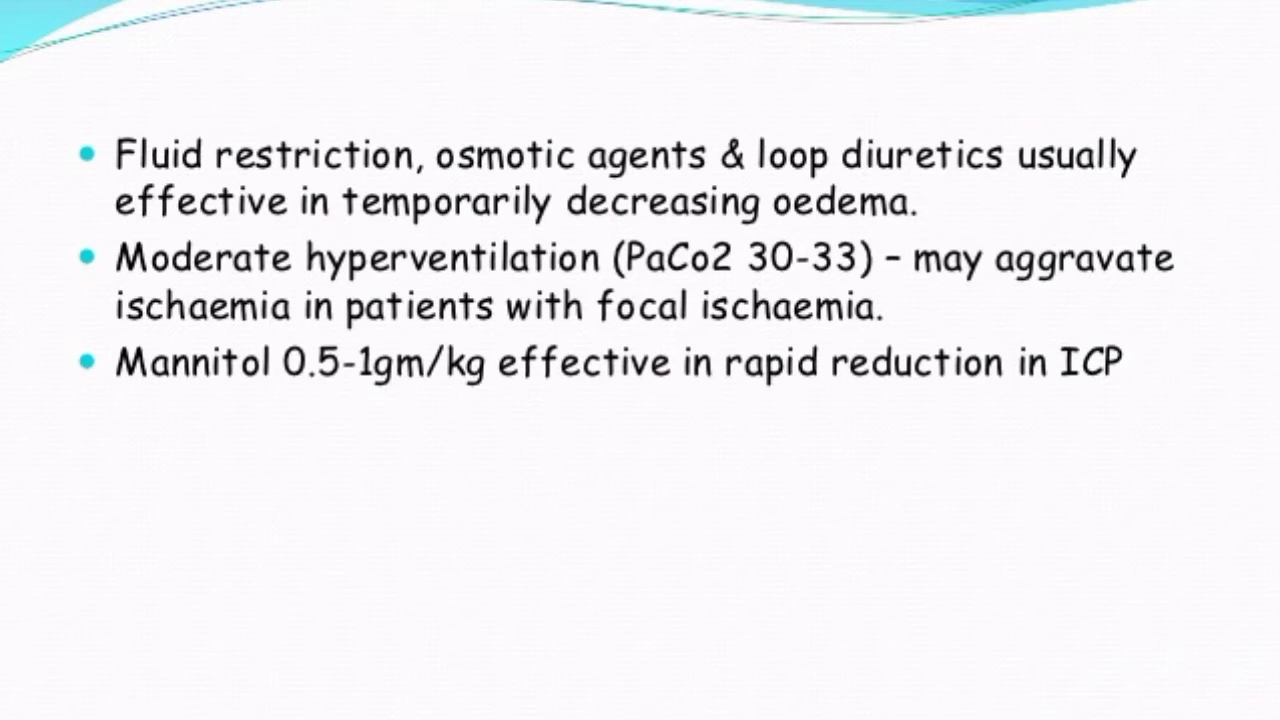 • Fluid restriction, osmotic agents & loop diuretics usually
effective in temporarily decreasing oedema.
• Moderate hyperventilation (PaCo2 30-33) – may aggravate
ischaemia in patients with focal ischaemia.
• Mannitol 0.5-1gm/kg effective in rapid reduction in ICP